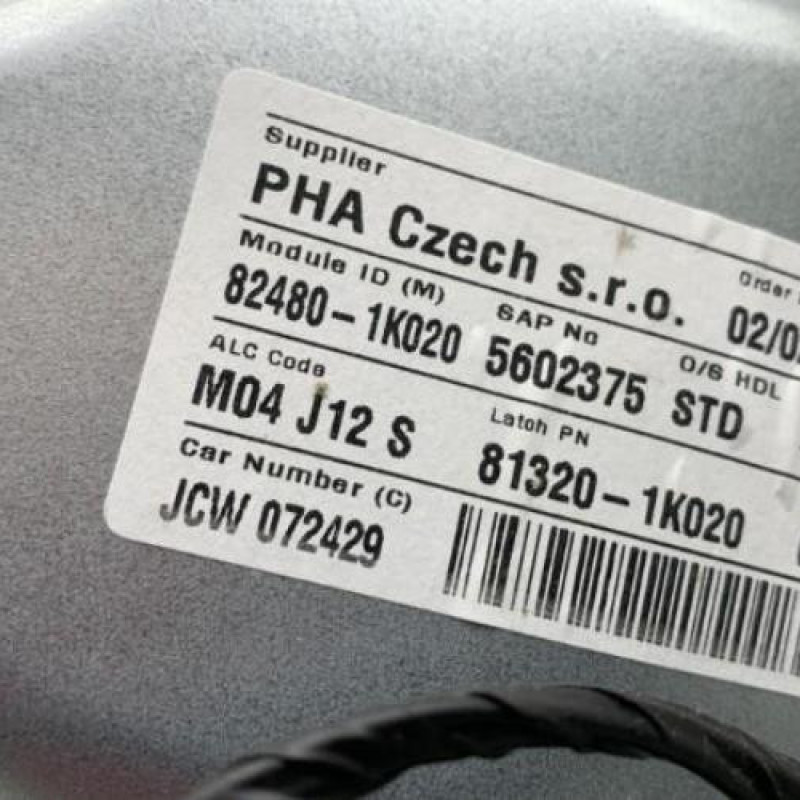 Supplier
PHA Czech s.r.o.
Order
02/0
Module ID (M)
82480-1K020
SAP No
5602375
O/S HDL
STD
ALC Code
M04 J12 S
Latch PN
81320-1K020
Car Number (C)
JCW 072429